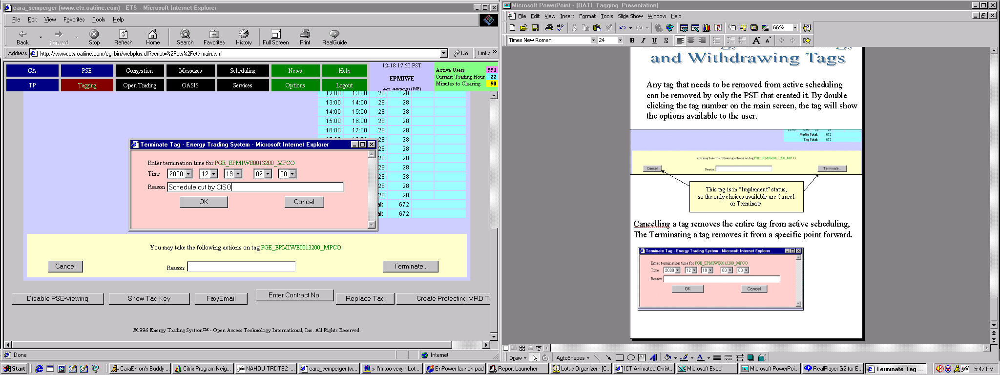 cara_semperger (www.ets.oatiinc.com) - ETS - Microsoft Internet Explorer
File Edit View Favorites Tools Help
Back Forward Stop Refresh Home Search Favorites History Full Screen Print RealGuide
Address http://www.ets.oatiinc.com/cgi-bin/webplus.dll?script=%2Fets%2Fets-main.wml Go Links »
CA PSE Congestion Messages Scheduling News Help
TP Tagging Open Trading OASIS Services Options Logout
12-18 17:50 PST
EPMIWE
cara_semperger (PSE)
Active Users 551
Current Trading Hour 22
Minutes to Clearing 50
12:00 13:00 28 28
13:00 14:00 28 28
14:00 15:00 28 28
15:00 16:00 28 28
16:00 17:00 28 28
28
28
28
28
28
28
28 28
al: 672
al: 672
Terminate Tag - Energy Trading System - Microsoft Internet Explorer
Enter termination time for PGE_EPMIWE0013200_MPCO
Time 2000 12 19 02 00
Reason Schedule cut by CISO
OK Cancel
You may take the following actions on tag PGE_EPMIWE0013200_MPCO:
Cancel Reason: Terminate...
Disable PSE-viewing Show Tag Key Fax/Email Enter Contract No. Replace Tag Create Protecting MRD Ta
©1996 Energy Trading System™ - Open Access Technology International, Inc. All Rights Reserved.
Done Internet
Microsoft PowerPoint - [OATI_Tagging_Presentation]
File Edit View Insert Format Tools Slide Show Window Help
66%
Times New Roman 24 B I U S
and Withdrawing Tags
Any tag that needs to be removed from active scheduling
can be removed by only the PSE that created it. By double
clicking the tag number on the main screen, the tag will show
the options available to the user.
23:00 0:00 28 28
Profile Total: 672
Tag Total: 672
You may take the following actions on tag PGE_EPMIWE0013200_MPCO:
Cancel Reason: Terminate...
This tag is in “Implement” status,
so the only choices available are Cancel
or Terminate
Cancelling a tag removes the entire tag from active scheduling,
The Terminating a tag removes it from a specific point forward.
Terminate Tag - Energy Trading System - Microsoft Internet Explorer
Enter termination time for PGE_EPMIWE0013200_MPCO
Time 2000 12 19 00 00
Reason
OK Cancel
Draw AutoShapes
Start CaraEnron's Buddy ... Citrix Program Neig... NAHOU-TRDTS2 -... cara_semperger (w... » I'm too sexy - Lot... EnPower launch pad Report Launcher Lotus Organizer - [C... ICT Animated Christ... Microsoft Excel Microsoft PowerPoi... RealPlayer G2 for E... Terminate Tag ... 5:47 PM